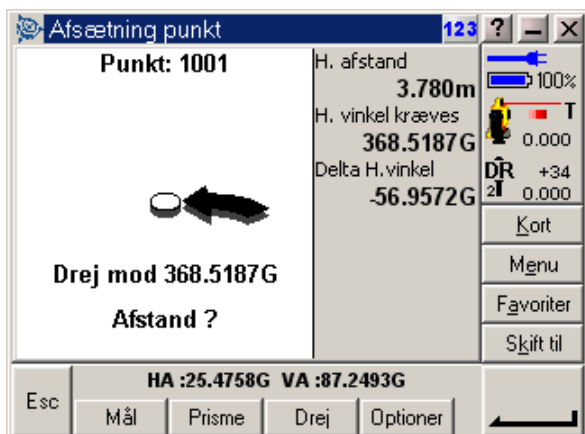 Afsætning punkt 123 ?
Punkt: 1001
H. afstand
3.780m
H. vinkel kræves
368.5187G
Delta H.vinkel
-56.9572G
Drej mod 368.5187G
Afstand ?
100%
T
0.000
DR +34
2 0.000
Kort
Menu
Favoriter
Skift til
Esc
HA :25.4758G VA :87.2493G
Mål Prisme Drej Optioner